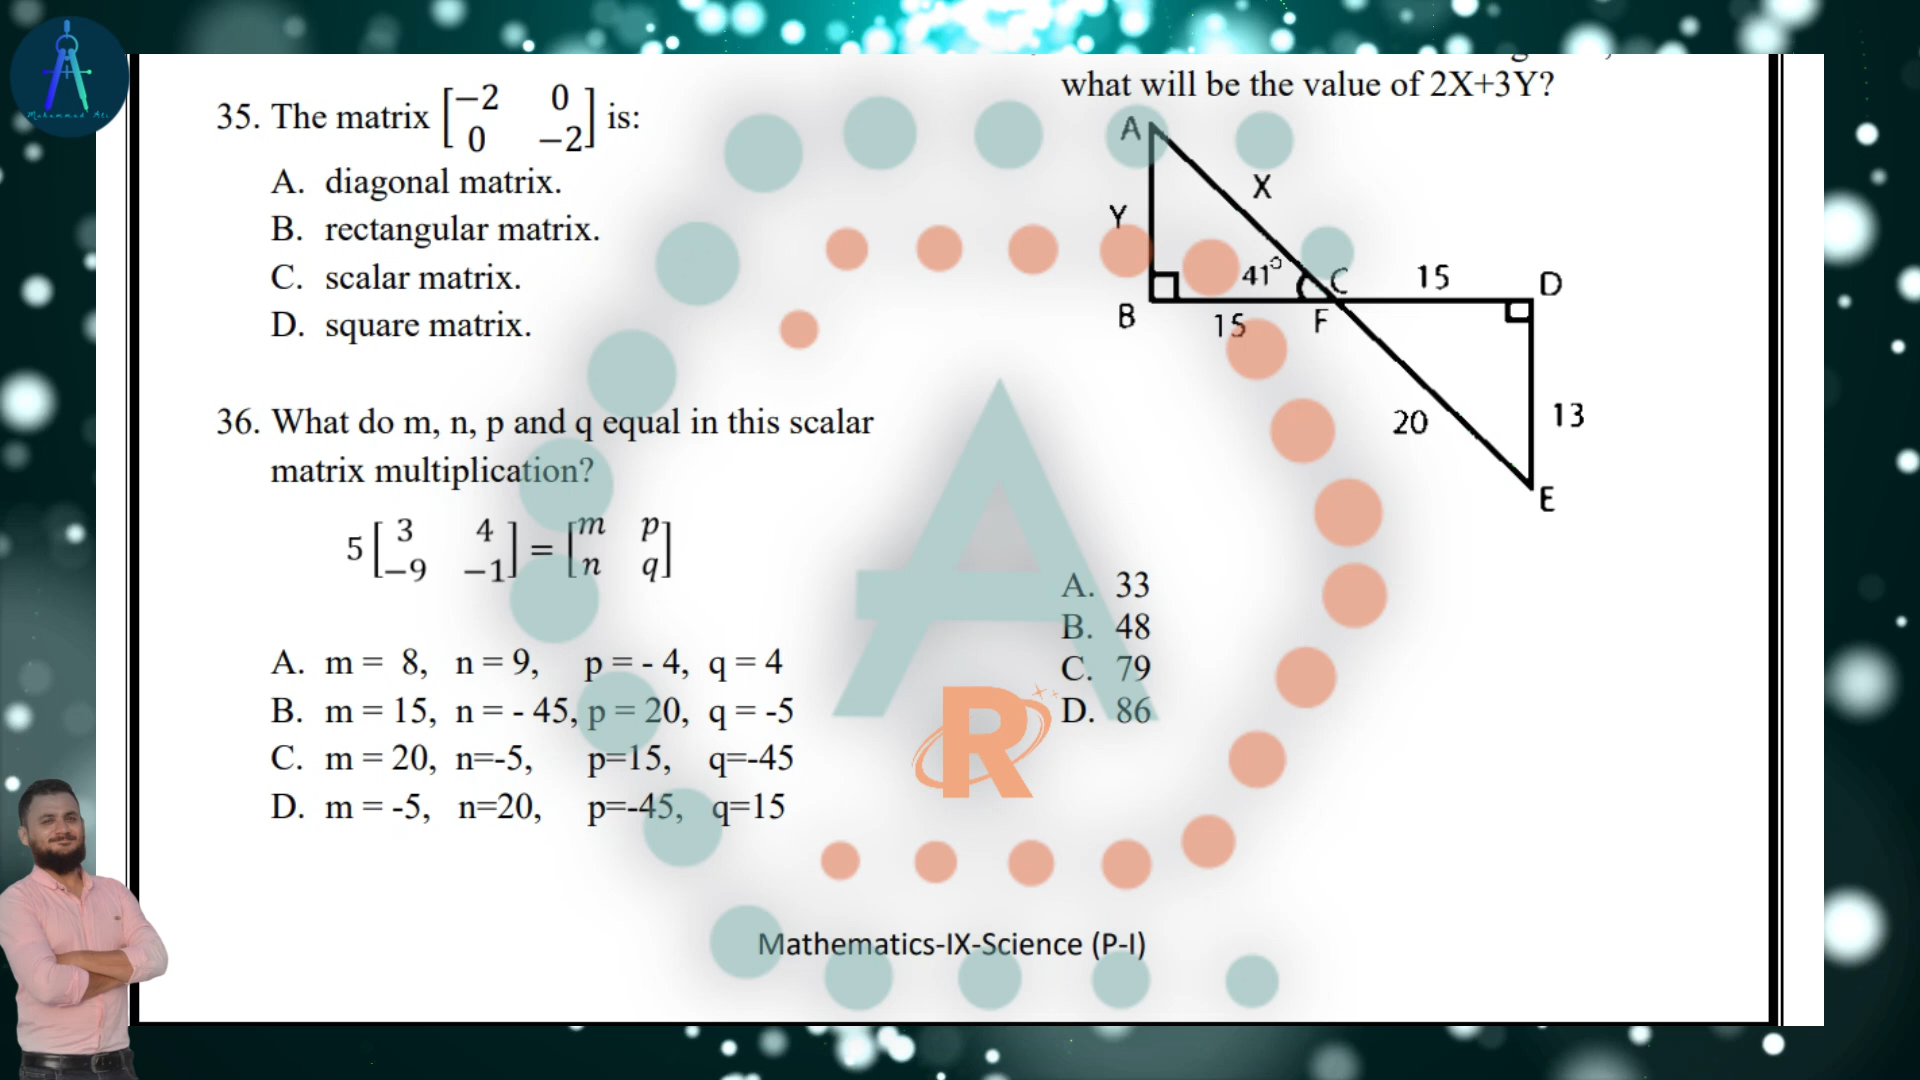 Muhammad Ali
35. The matrix [−2 0
0 −2] is:
A. diagonal matrix.
B. rectangular matrix.
C. scalar matrix.
D. square matrix.
36. What do m, n, p and q equal in this scalar
matrix multiplication?
5 [3 4
−9 −1] = [m p
n q]
A. m = 8, n = 9, p = - 4, q = 4
B. m = 15, n = - 45, p = 20, q = -5
C. m = 20, n=-5, p=15, q=-45
D. m = -5, n=20, p=-45, q=15
what will be the value of 2X+3Y?
A
X
Y
41°
C
15
D
B
15
F
20
13
E
A. 33
B. 48
C. 79
D. 86
A
R
Mathematics-IX-Science (P-I)